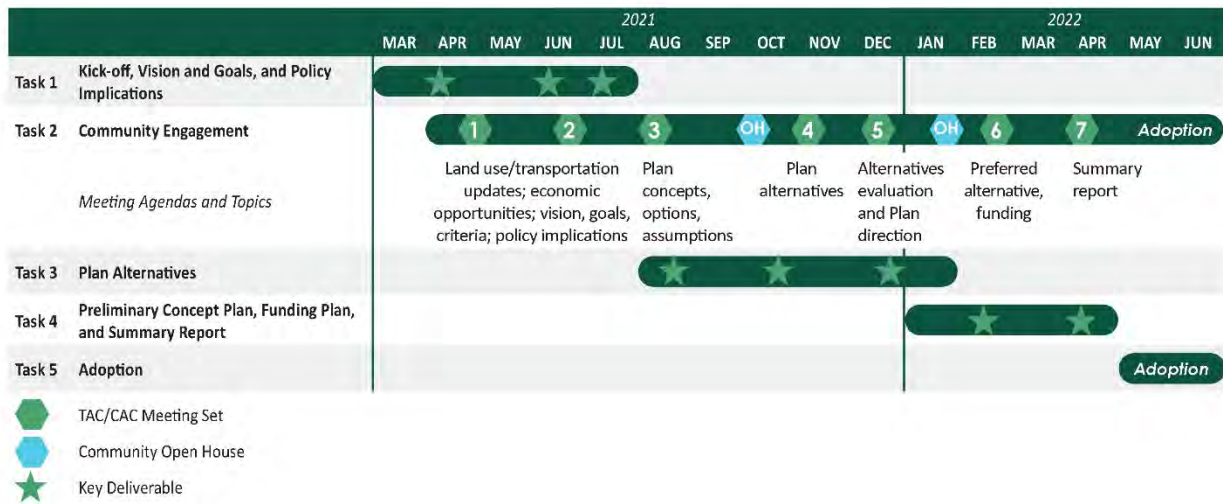 2021 2022
MAR APR MAY JUN JUL AUG SEP OCT NOV DEC JAN FEB MAR APR MAY JUN
Task 1 Kick-off, Vision and Goals, and Policy
Implications
Task 2 Community Engagement 1 2 3 OH 4 5 OH 6 7 Adoption
Meeting Agendas and Topics
Land use/transportation
updates; economic
opportunities; vision, goals,
criteria; policy implications
Plan
concepts,
options,
assumptions
Plan
alternatives
Alternatives
evaluation
and Plan
direction
Preferred
alternative,
funding
Summary
report
Task 3 Plan Alternatives
Task 4 Preliminary Concept Plan, Funding Plan,
and Summary Report
Task 5 Adoption Adoption
TAC/CAC Meeting Set
Community Open House
Key Deliverable